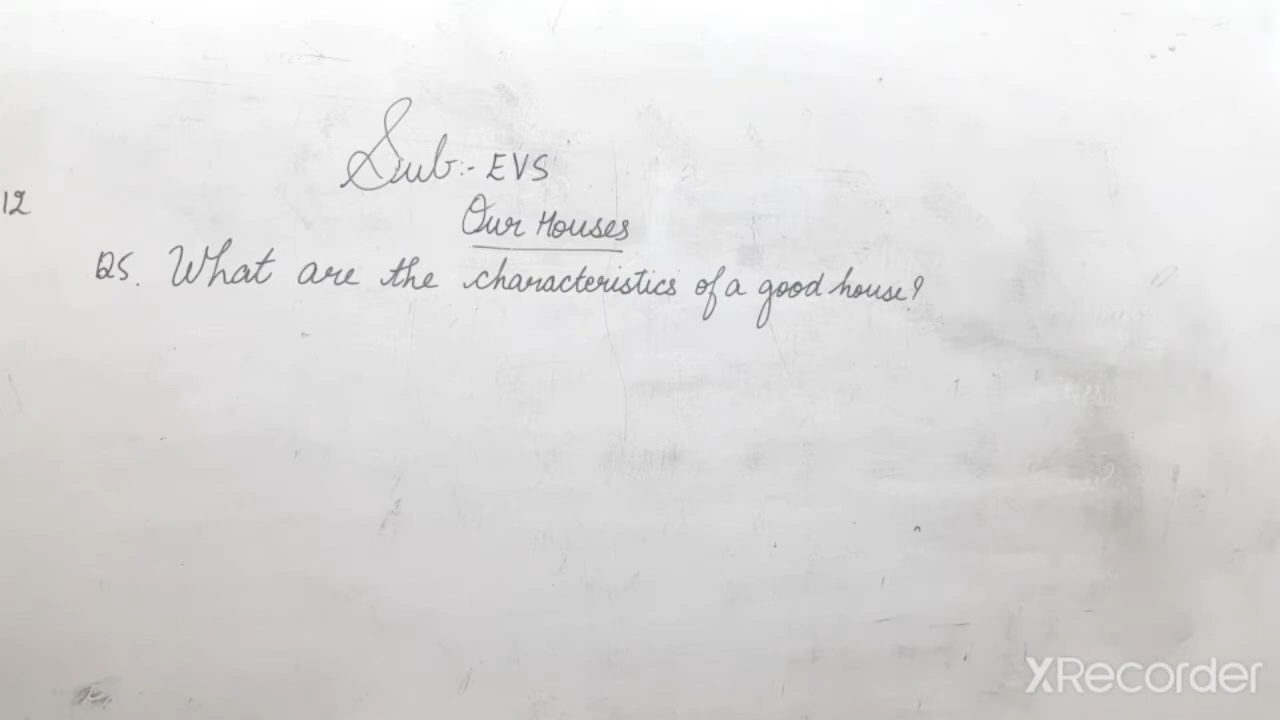 Sub:- EVS
12
Our Houses
Q5. What are the characteristics of a good house?
XRecorder